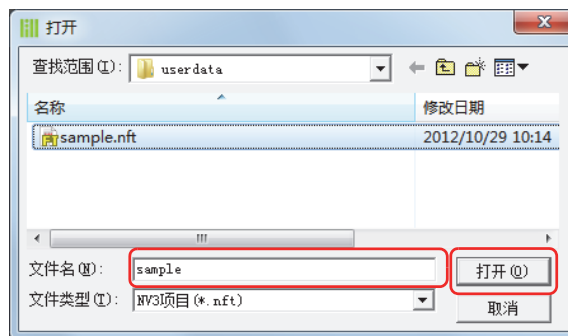 打开
查找范围(I): userdata
名称 修改日期
sample.nft 2012/10/29 10:14
文件名(N): sample 打开(O)
文件类型(T): NV3I项目(*.nft) 取消